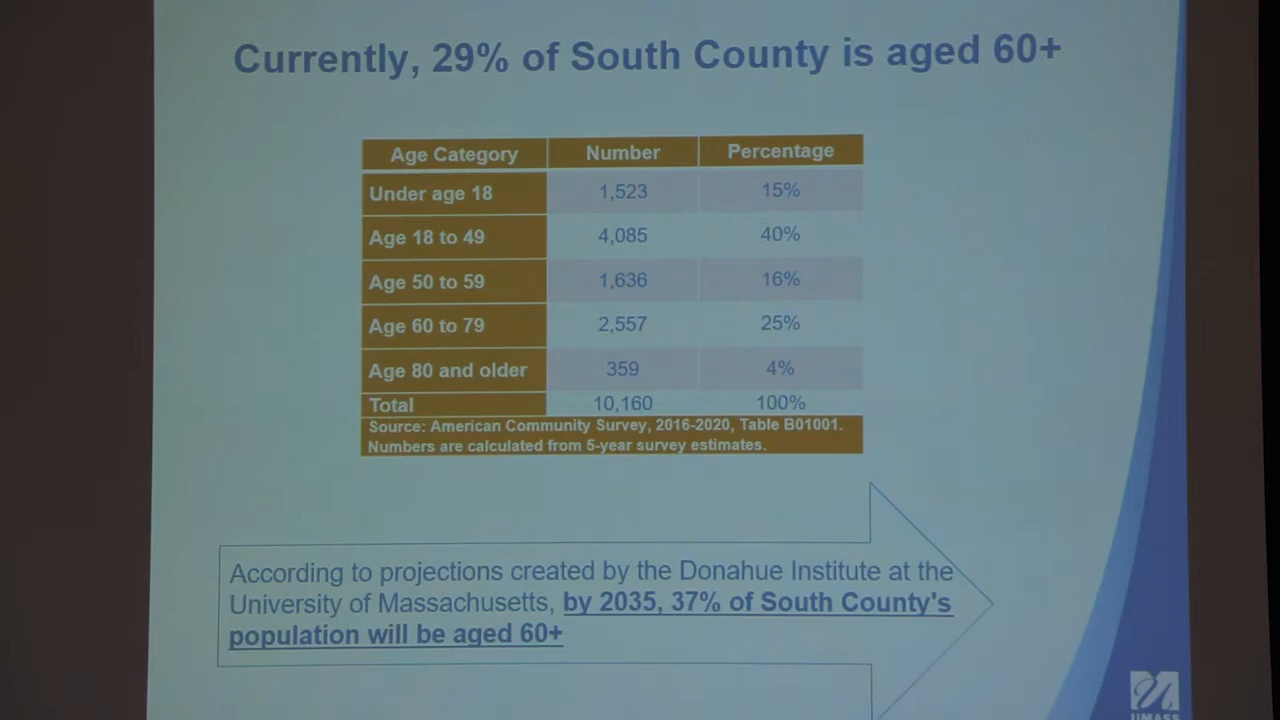 Currently, 29% of South County is aged 60+
Age Category Number Percentage
Under age 18 1,523 15%
Age 18 to 49 4,085 40%
Age 50 to 59 1,636 16%
Age 60 to 79 2,557 25%
Age 80 and older 359 4%
Total 10,160 100%
Source: American Community Survey, 2016-2020, Table B01001.
Numbers are calculated from 5-year survey estimates.
According to projections created by the Donahue Institute at the
University of Massachusetts, by 2035, 37% of South County's
population will be aged 60+
UMASS